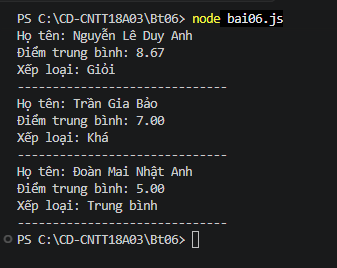 PS C:\CD-CNTT18A03\Bt06> node bai06.js
Họ tên: Nguyễn Lê Duy Anh
Điểm trung bình: 8.67
Xếp loại: Giỏi
------------------------------
Họ tên: Trần Gia Bảo
Điểm trung bình: 7.00
Xếp loại: Khá
------------------------------
Họ tên: Đoàn Mai Nhật Anh
Điểm trung bình: 5.00
Xếp loại: Trung bình
------------------------------
PS C:\CD-CNTT18A03\Bt06>